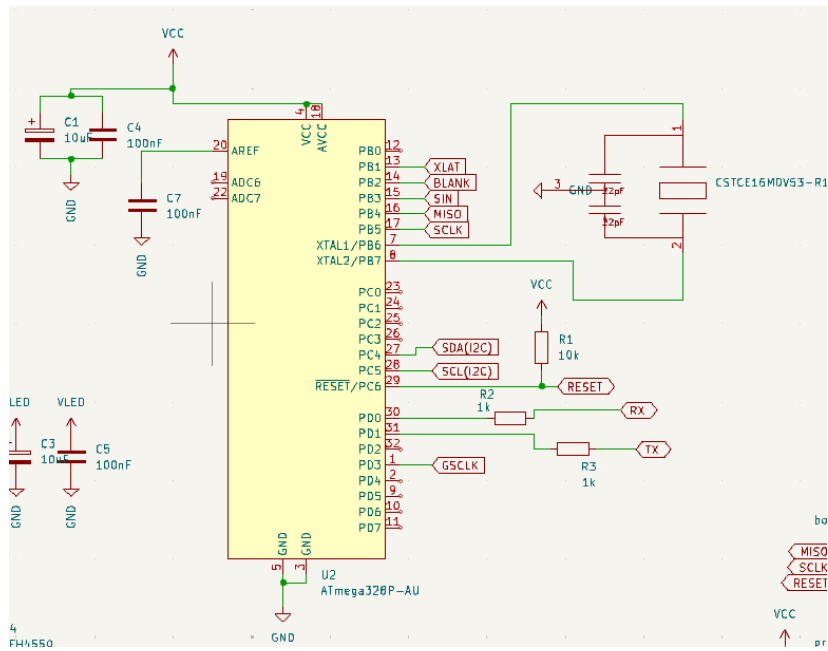 VCC
C1
10uF
C4
100nF
GND
C7
100nF
GND
20 AREF
19 ADC6
22 ADC7
4 VCC
18 AVCC
PB0 12
PB1 13 XLAT
PB2 14 BLANK
PB3 15 SIN
PB4 16 MISO
PB5 17 SCLK
XTAL1/PB6 7
XTAL2/PB7 8
PC0 23
PC1 24
PC2 25
PC3 26
PC4 27 SDA(I2C)
PC5 28 SCL(I2C)
RESET/PC6 29 RESET
PD0 30
PD1 31
PD2 32
PD3 1 GSCLK
PD4 2
PD5 9
PD6 10
PD7 11
GND 5
GND 3
U2
ATmega328P-AU
GND
1
3 GND
22pF
22pF
2
CSTCE16M0V53-R1
VCC
R1
10k
R2
1k
RX
R3
1k
TX
VLED
VLED
C3
10uF
C5
100nF
GND
GND
bo
MISO
SCLK
RESET
VCC
4